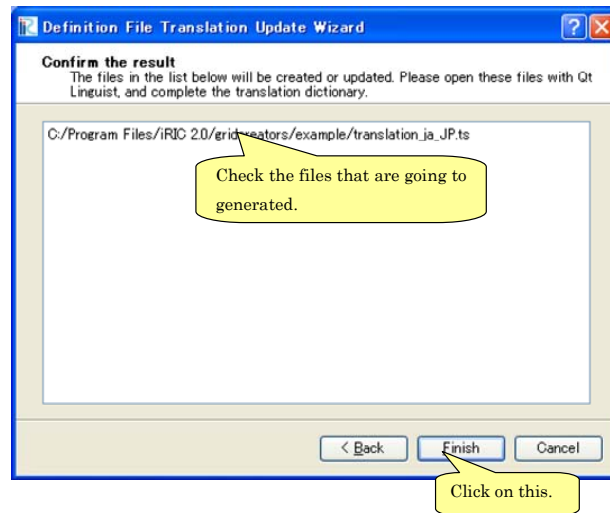 Definition File Translation Update Wizard
Confirm the result
The files in the list below will be created or updated. Please open these files with Qt
Linguist, and complete the translation dictionary.
C:/Program Files/iRIC 2.0/gridcreators/example/translation_ja_JP.ts
Check the files that are going to
generated.
< Back Finish Cancel
Click on this.